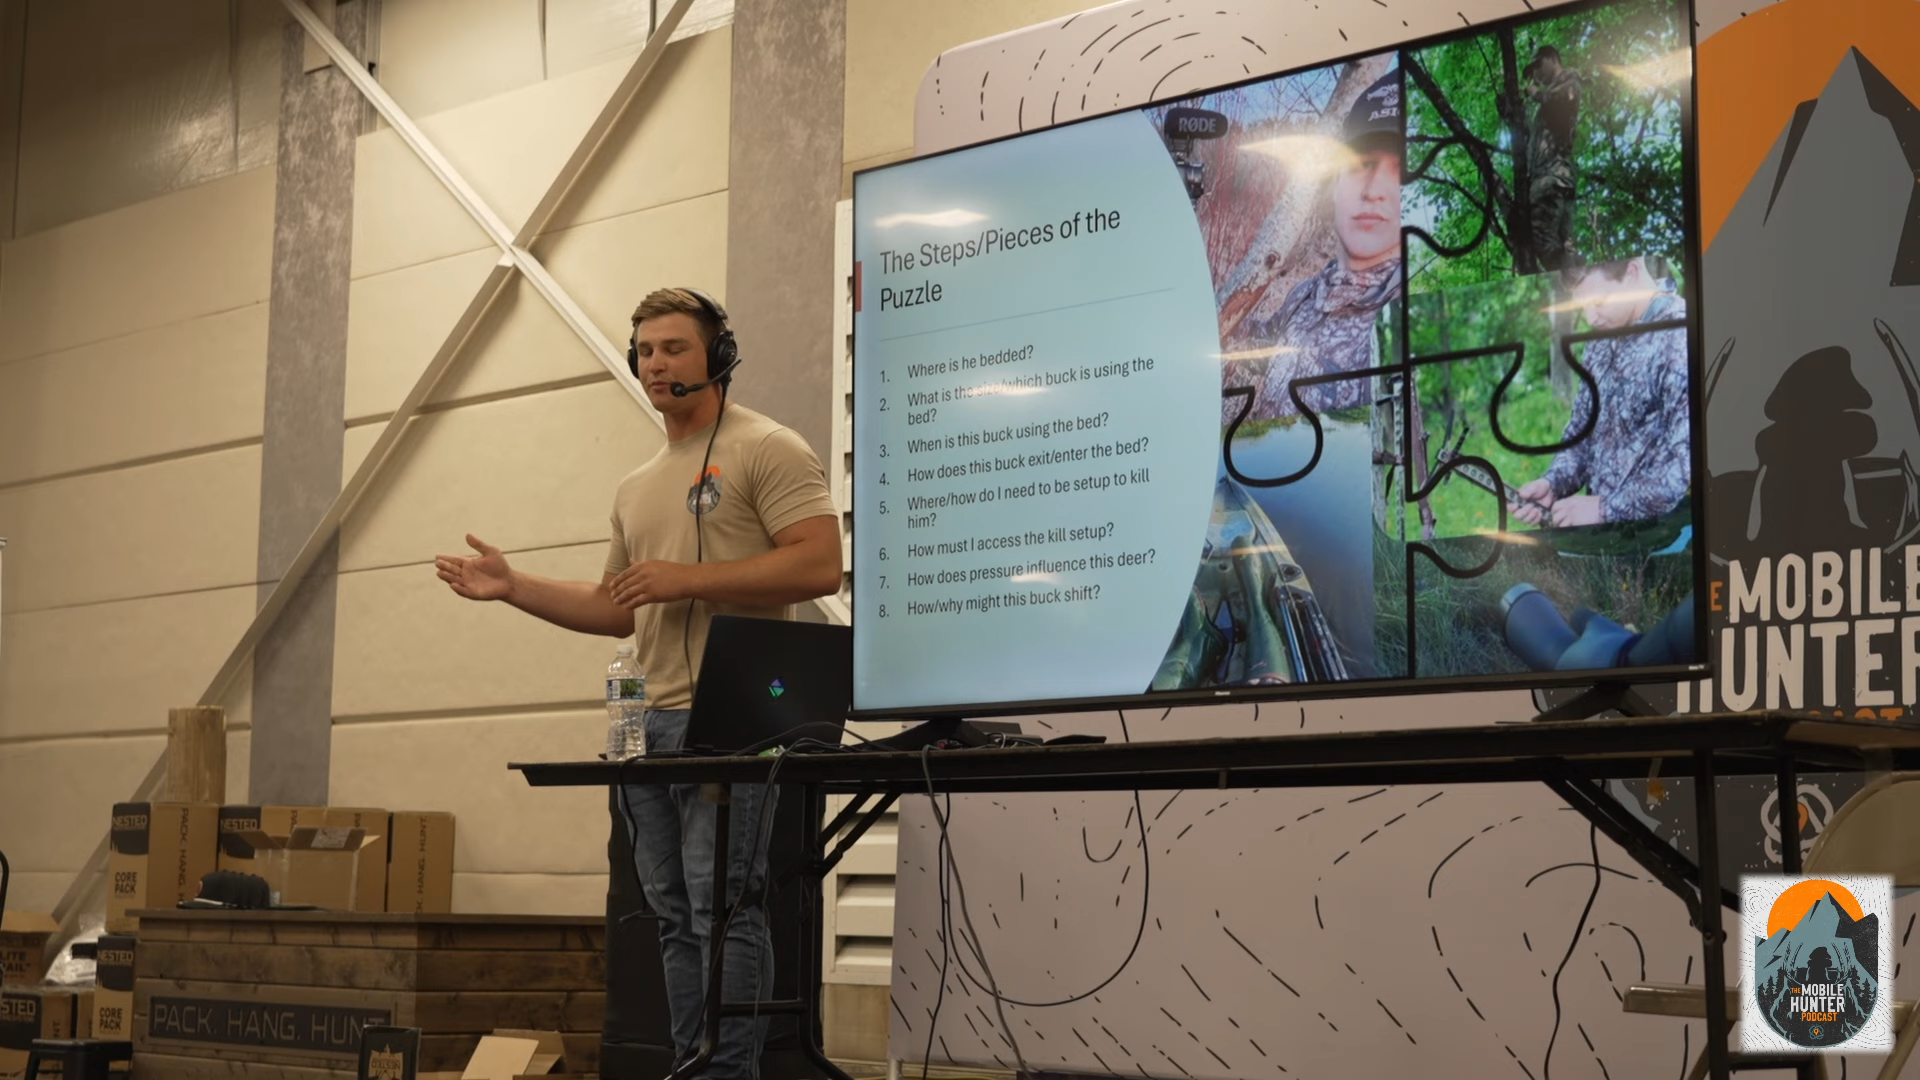 RØDE
ASIO
The Steps/Pieces of the
Puzzle
1. Where is he bedded?
2. What is the size/which buck is using the
bed?
3. When is this buck using the bed?
4. How does this buck exit/enter the bed?
5. Where/how do I need to be setup to kill
him?
6. How must I access the kill setup?
7. How does pressure influence this deer?
8. How/why might this buck shift?
MOBILE
HUNTER
NESTED
PACK. HANG.
CORE
PACK
NESTED
PACK. HANG. HUNT.
NESTED
CORE
PACK
PACK. HANG. HUNT
THE MOBILE
HUNTER
PODCAST